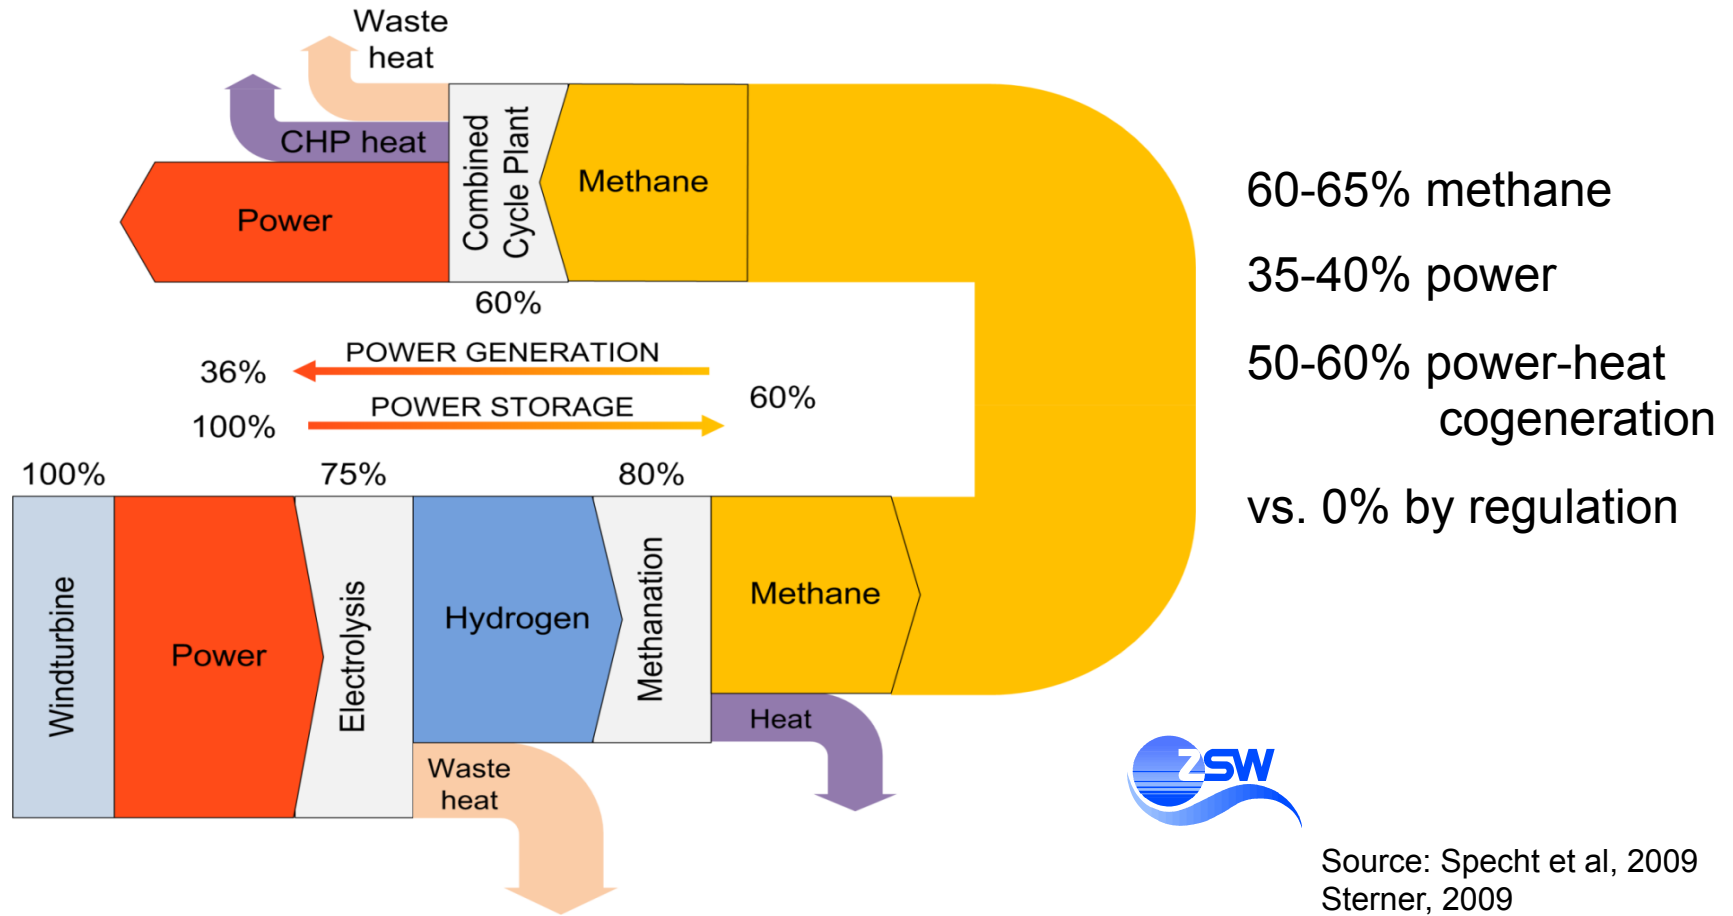 Waste
heat
CHP heat
Power
Combined
Cycle Plant
Methane
60%
POWER GENERATION
36%
POWER STORAGE
100%
60%
100%
75%
80%
Windturbine
Power
Electrolysis
Hydrogen
Methanation
Methane
Waste
heat
Heat
60-65% methane
35-40% power
50-60% power-heat
cogeneration
vs. 0% by regulation
ZSW
Source: Specht et al, 2009
Sterner, 2009